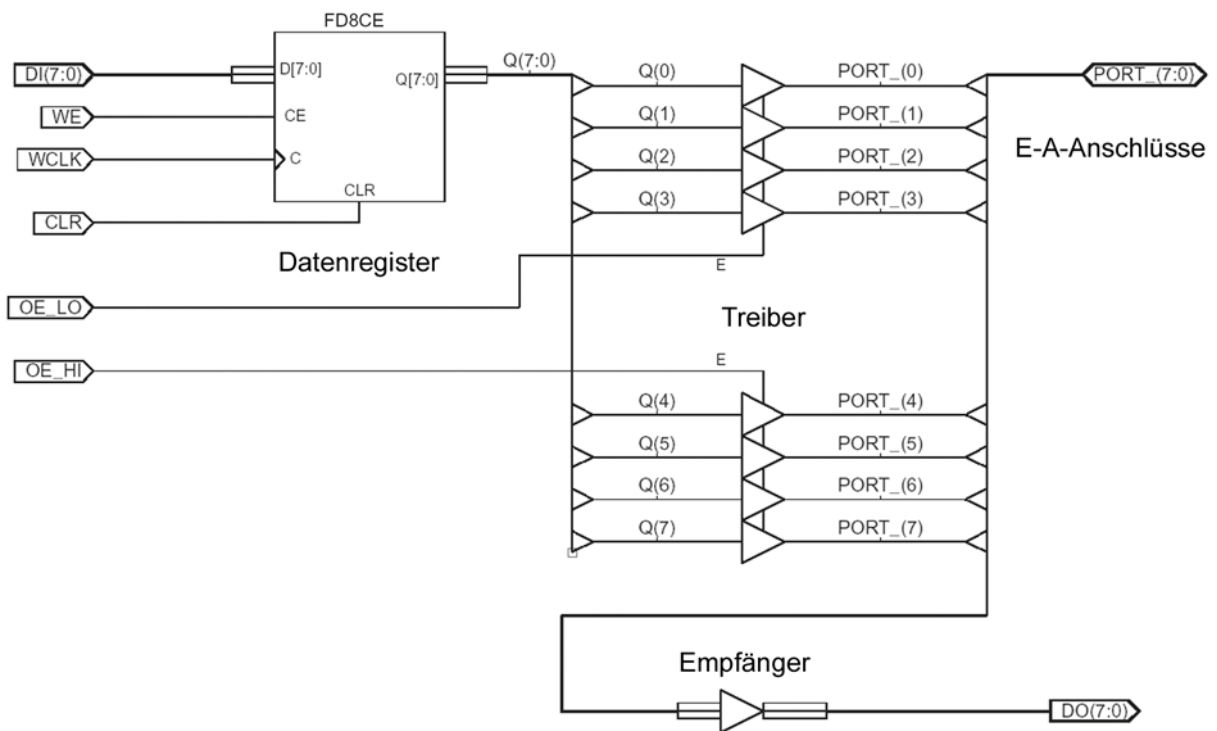 FD8CE
DI(7:0)
D[7:0]
Q[7:0]
Q(7:0)
WE
CE
WCLK
C
CLR
CLR
Datenregister
OE_LO
OE_HI
Q(0)
PORT_(0)
Q(1)
PORT_(1)
Q(2)
PORT_(2)
Q(3)
PORT_(3)
E
PORT_(7:0)
E-A-Anschlüsse
Treiber
E
Q(4)
PORT_(4)
Q(5)
PORT_(5)
Q(6)
PORT_(6)
Q(7)
PORT_(7)
Empfänger
DO(7:0)